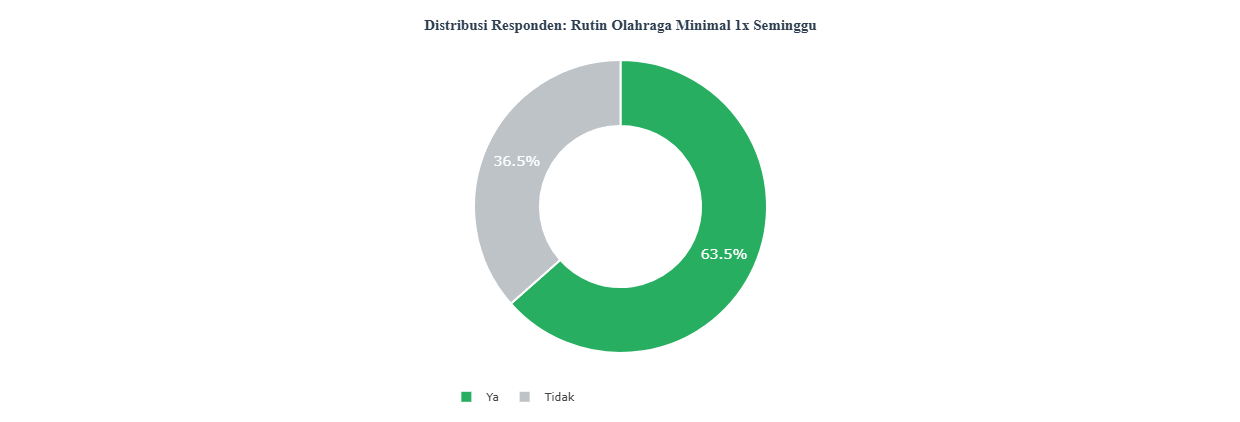 Distribusi Responden: Rutin Olahraga Minimal 1x Seminggu
36.5%
63.5%
Ya
Tidak